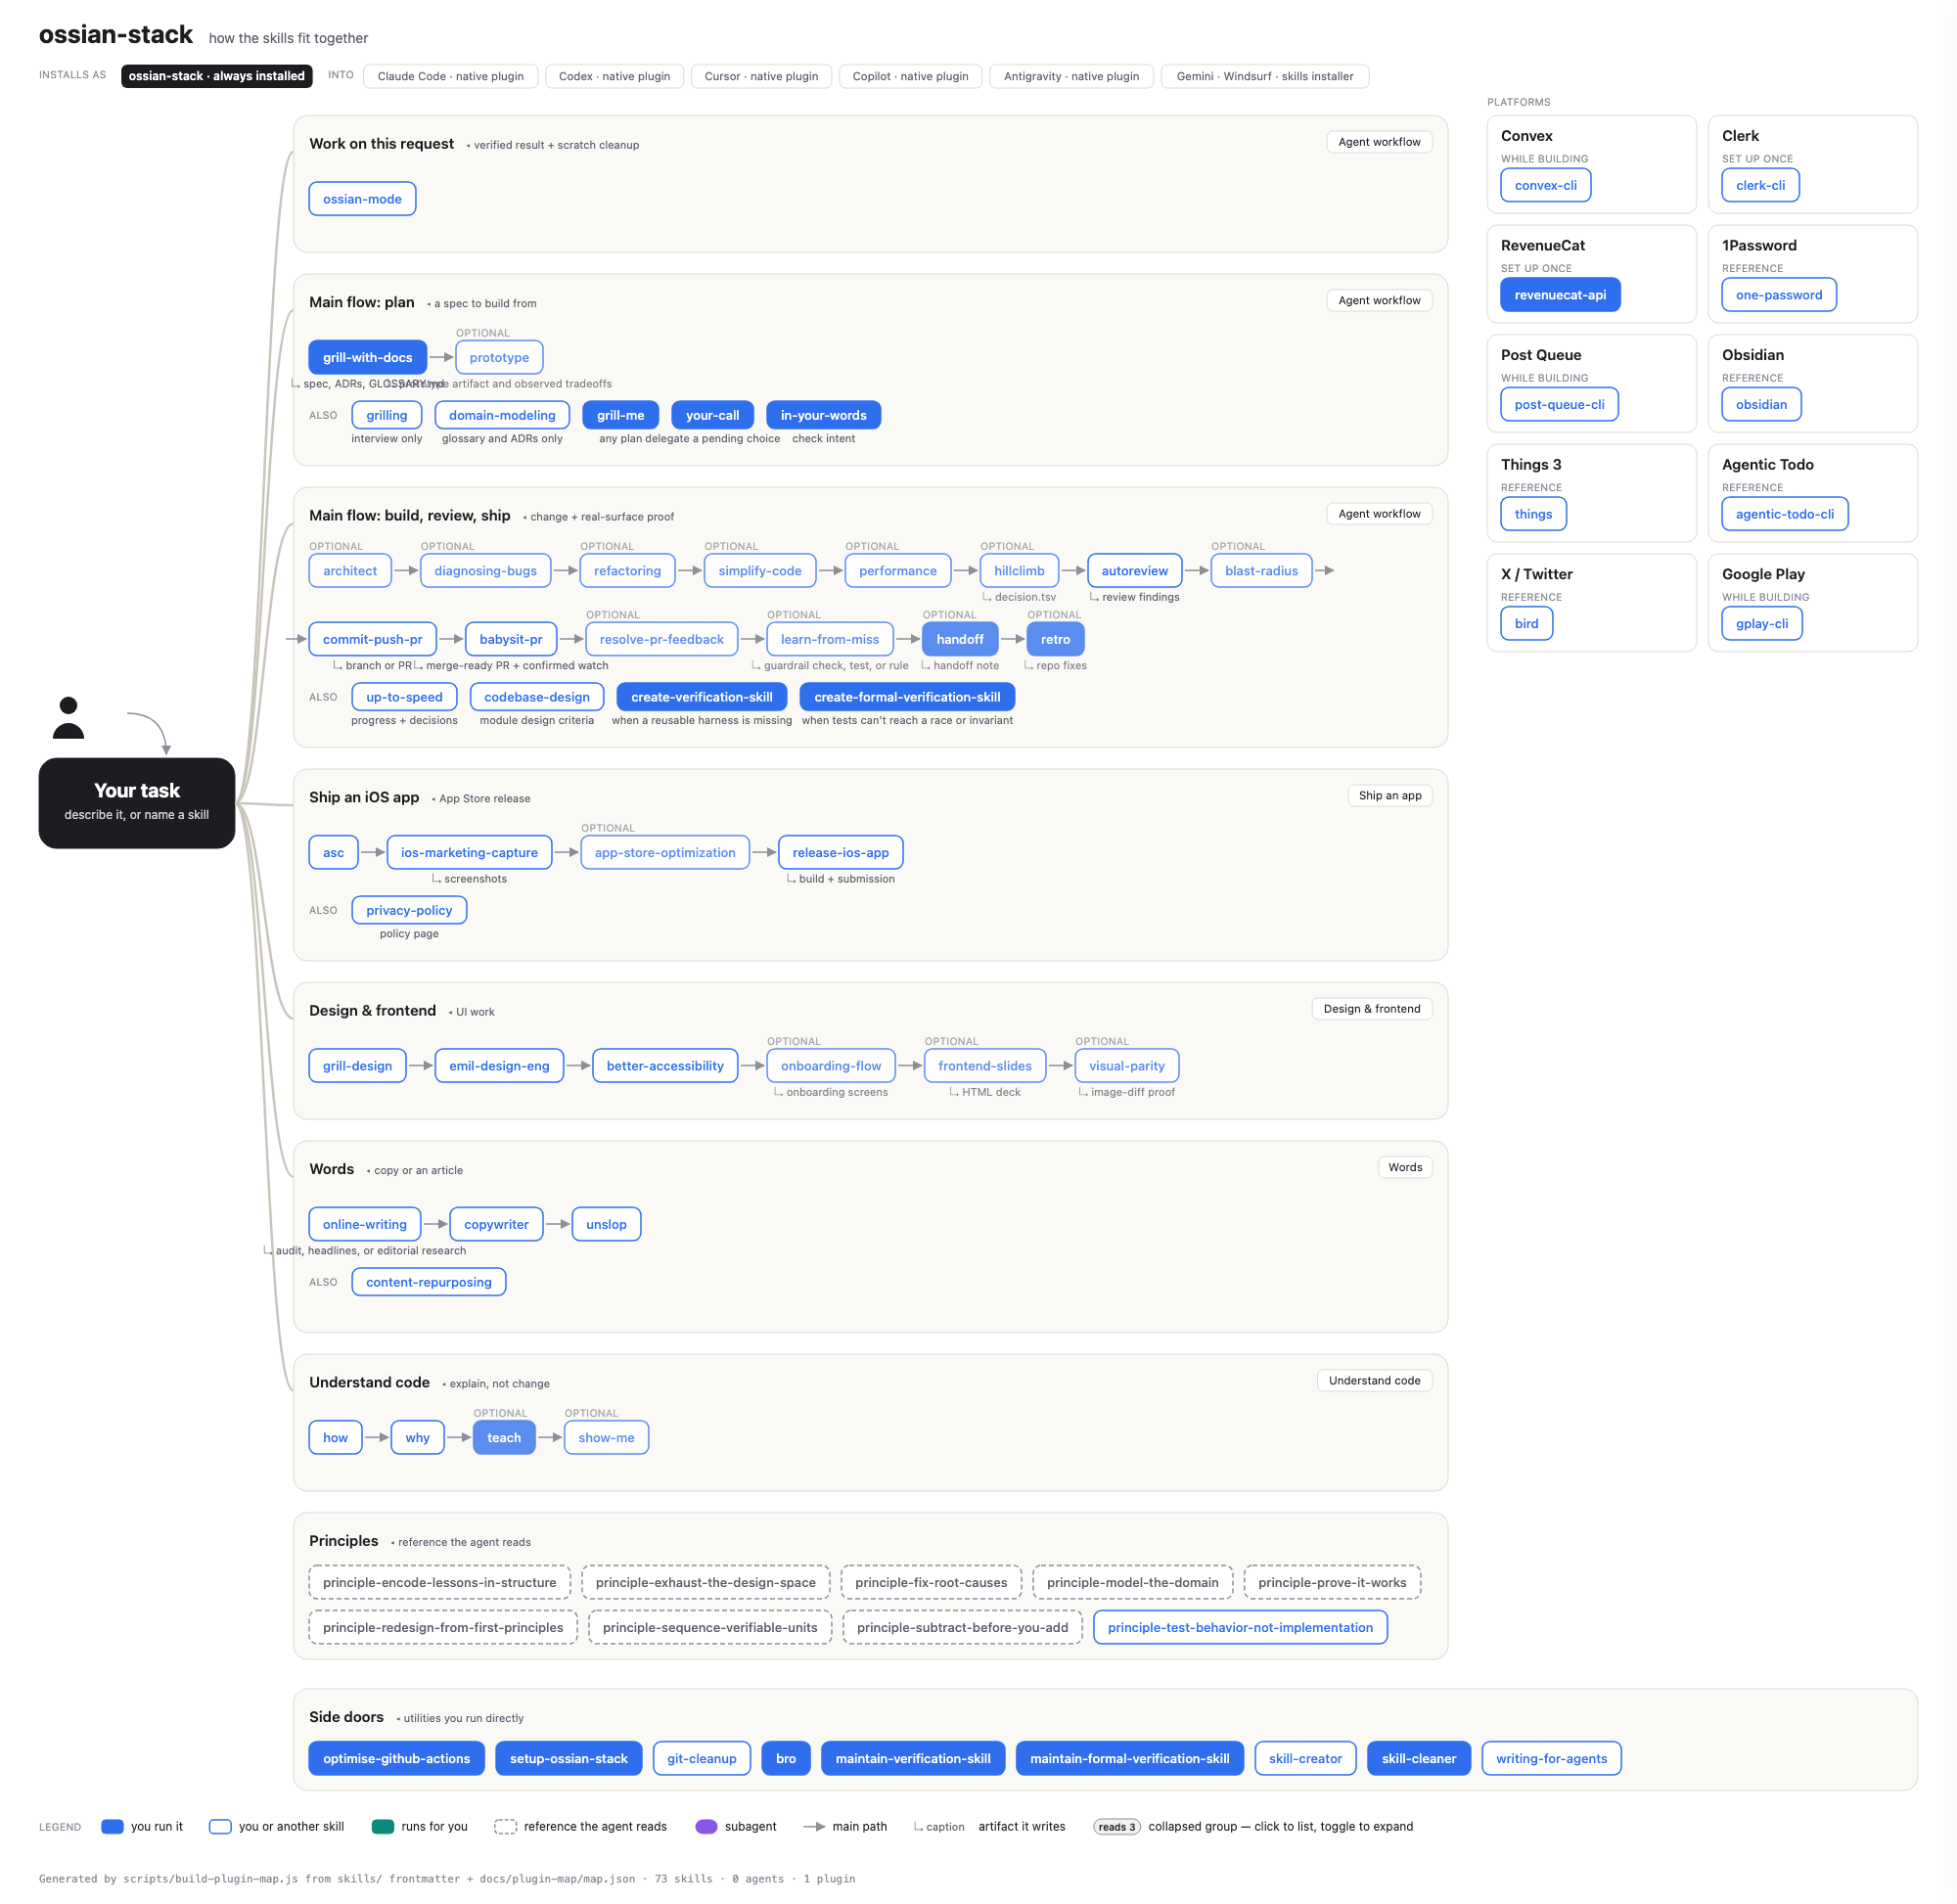 ossian-stack how the skills fit together
INSTALLS AS ossian-stack · always installed INTO Claude Code · native plugin Codex · native plugin Cursor · native plugin Copilot · native plugin Antigravity · native plugin Gemini · Windsurf · skills installer
Work on this request • verified result + scratch cleanup Agent workflow
ossian-mode
Main flow: plan • a spec to build from Agent workflow
OPTIONAL
grill-with-docs prototype
spec, ADRs, GLOSSARY.md prototype artifact and observed tradeoffs
ALSO grilling domain-modeling grill-me your-call in-your-words
interview only glossary and ADRs only any plan delegate a pending choice check intent
Main flow: build, review, ship • change + real-surface proof Agent workflow
OPTIONAL OPTIONAL OPTIONAL OPTIONAL OPTIONAL OPTIONAL OPTIONAL
architect diagnosing-bugs refactoring simplify-code performance hillclimb autoreview blast-radius
decision.tsv review findings
OPTIONAL OPTIONAL OPTIONAL OPTIONAL
commit-push-pr babysit-pr resolve-pr-feedback learn-from-miss handoff retro
branch or PR merge-ready PR + confirmed watch guardrail check, test, or rule handoff note repo fixes
ALSO up-to-speed codebase-design create-verification-skill create-formal-verification-skill
progress + decisions module design criteria when a reusable harness is missing when tests can't reach a race or invariant
Your task
describe it, or name a skill
Ship an iOS app • App Store release Ship an app
OPTIONAL
asc ios-marketing-capture app-store-optimization release-ios-app
screenshots build + submission
ALSO privacy-policy
policy page
Design & frontend • UI work Design & frontend
OPTIONAL OPTIONAL OPTIONAL
grill-design emil-design-eng better-accessibility onboarding-flow frontend-slides visual-parity
onboarding screens HTML deck image-diff proof
Words • copy or an article Words
online-writing copywriter unslop
audit, headlines, or editorial research
ALSO content-repurposing
Understand code • explain, not change Understand code
OPTIONAL OPTIONAL
how why teach show-me
Principles • reference the agent reads
principle-encode-lessons-in-structure principle-exhaust-the-design-space principle-fix-root-causes principle-model-the-domain principle-prove-it-works
principle-redesign-from-first-principles principle-sequence-verifiable-units principle-subtract-before-you-add principle-test-behavior-not-implementation
PLATFORMS
Convex Clerk
WHILE BUILDING SET UP ONCE
convex-cli clerk-cli
RevenueCat 1Password
SET UP ONCE REFERENCE
revenuecat-api one-password
Post Queue Obsidian
WHILE BUILDING REFERENCE
post-queue-cli obsidian
Things 3 Agentic Todo
REFERENCE REFERENCE
things agentic-todo-cli
X / Twitter Google Play
REFERENCE WHILE BUILDING
bird gplay-cli
Side doors • utilities you run directly
optimise-github-actions setup-ossian-stack git-cleanup bro maintain-verification-skill maintain-formal-verification-skill skill-creator skill-cleaner writing-for-agents
LEGEND you run it you or another skill runs for you reference the agent reads subagent main path caption artifact it writes reads 3 collapsed group — click to list, toggle to expand
Generated by scripts/build-plugin-map.js from skills/ frontmatter + docs/plugin-map/map.json · 73 skills · 0 agents · 1 plugin